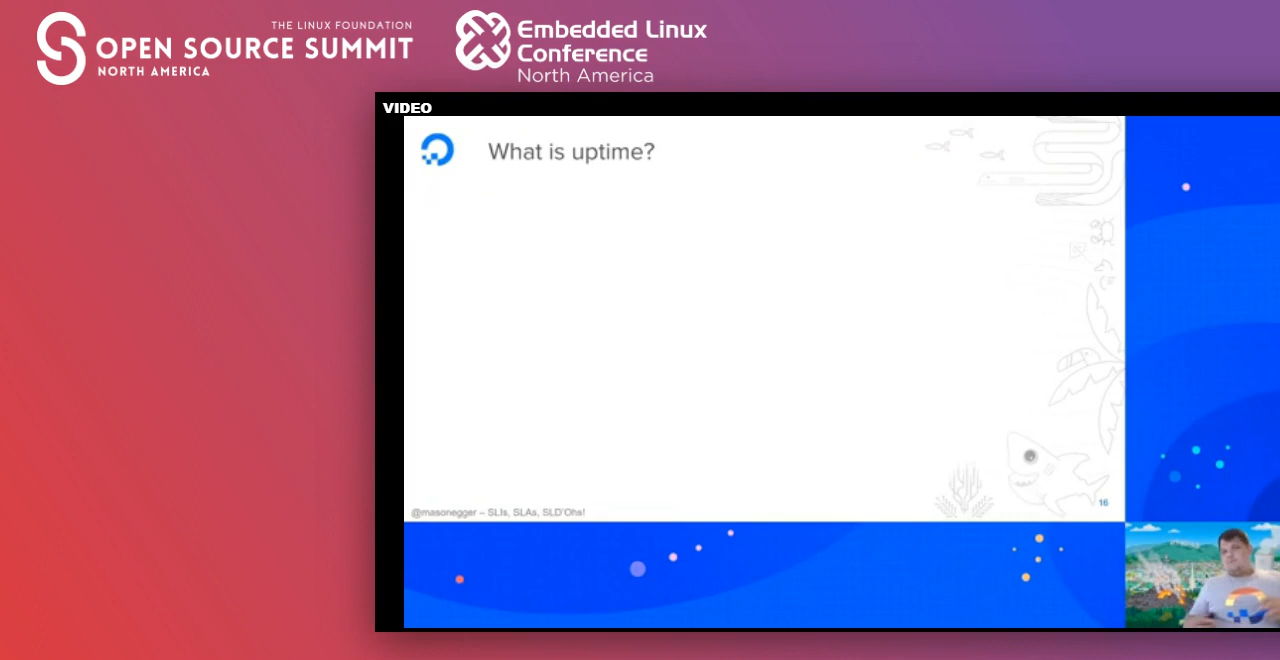 THE LINUX FOUNDATION
OPEN SOURCE SUMMIT
NORTH AMERICA
Embedded Linux
Conference
North America
VIDEO
What is uptime?
@masonegger – SLIs, SLAs, SLD'Ohs!
16